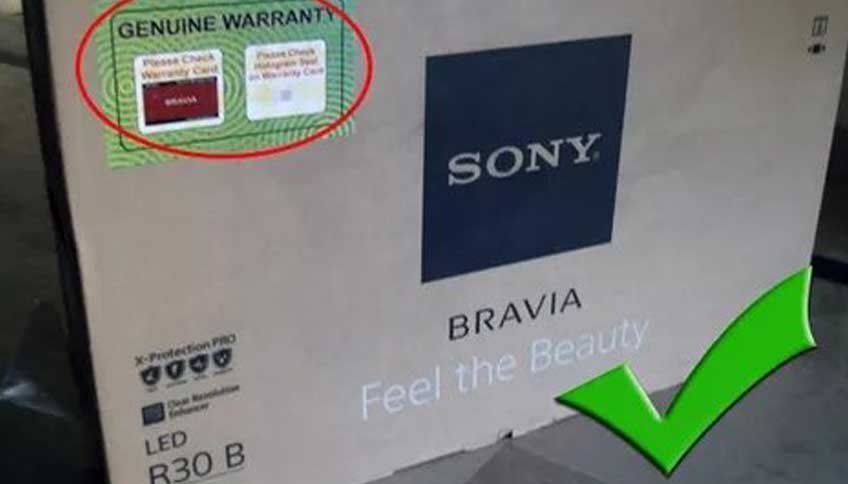 GENUINE WARRANTY
Please Check
Warranty Card
BRAVIA
Please Check
Hologram Seal
on Warranty Card
SONY
BRAVIA
Feel the Beauty
X-Protection PRO
Clear Resolution
Enhancer
LED
R30 B